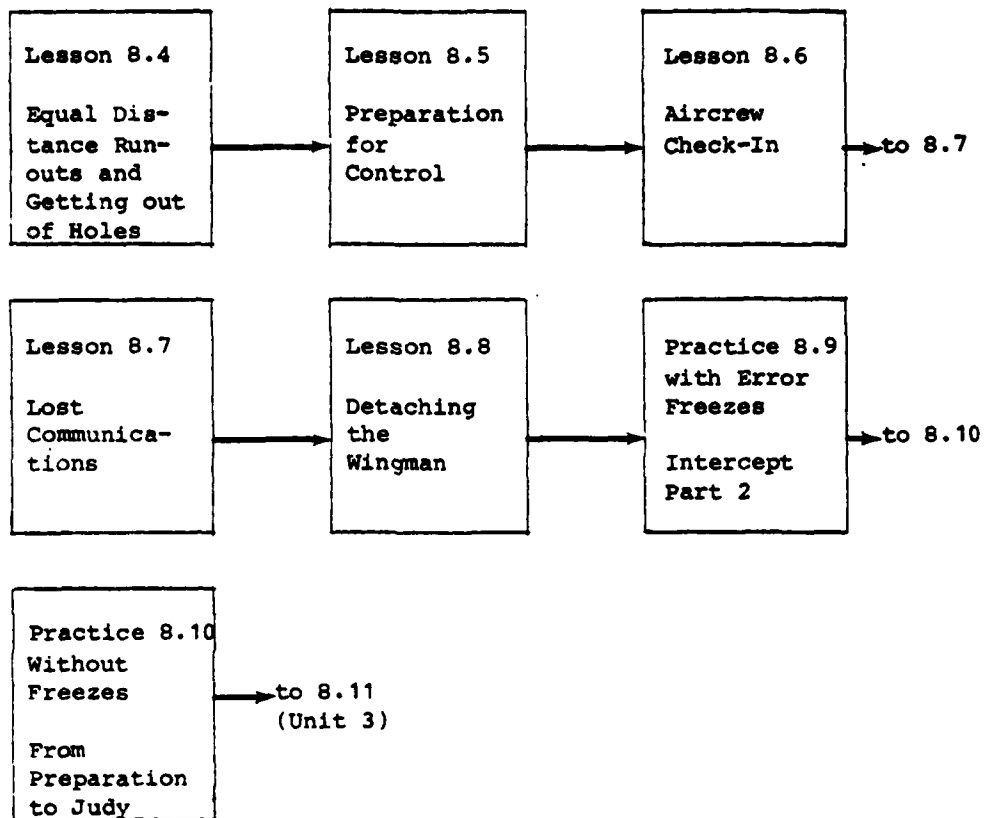 Lesson 8.4
Equal Dis-
tance Run-
outs and
Getting out
of Holes
Lesson 8.5
Preparation
for
Control
Lesson 8.6
Aircrew
Check-In
to 8.7
Lesson 8.7
Lost
Communica-
tions
Lesson 8.8
Detaching
the
Wingman
Practice 8.9
with Error
Freezes
Intercept
Part 2
to 8.10
Practice 8.10
Without
Freezes
From
Preparation
to Judy
to 8.11
(Unit 3)